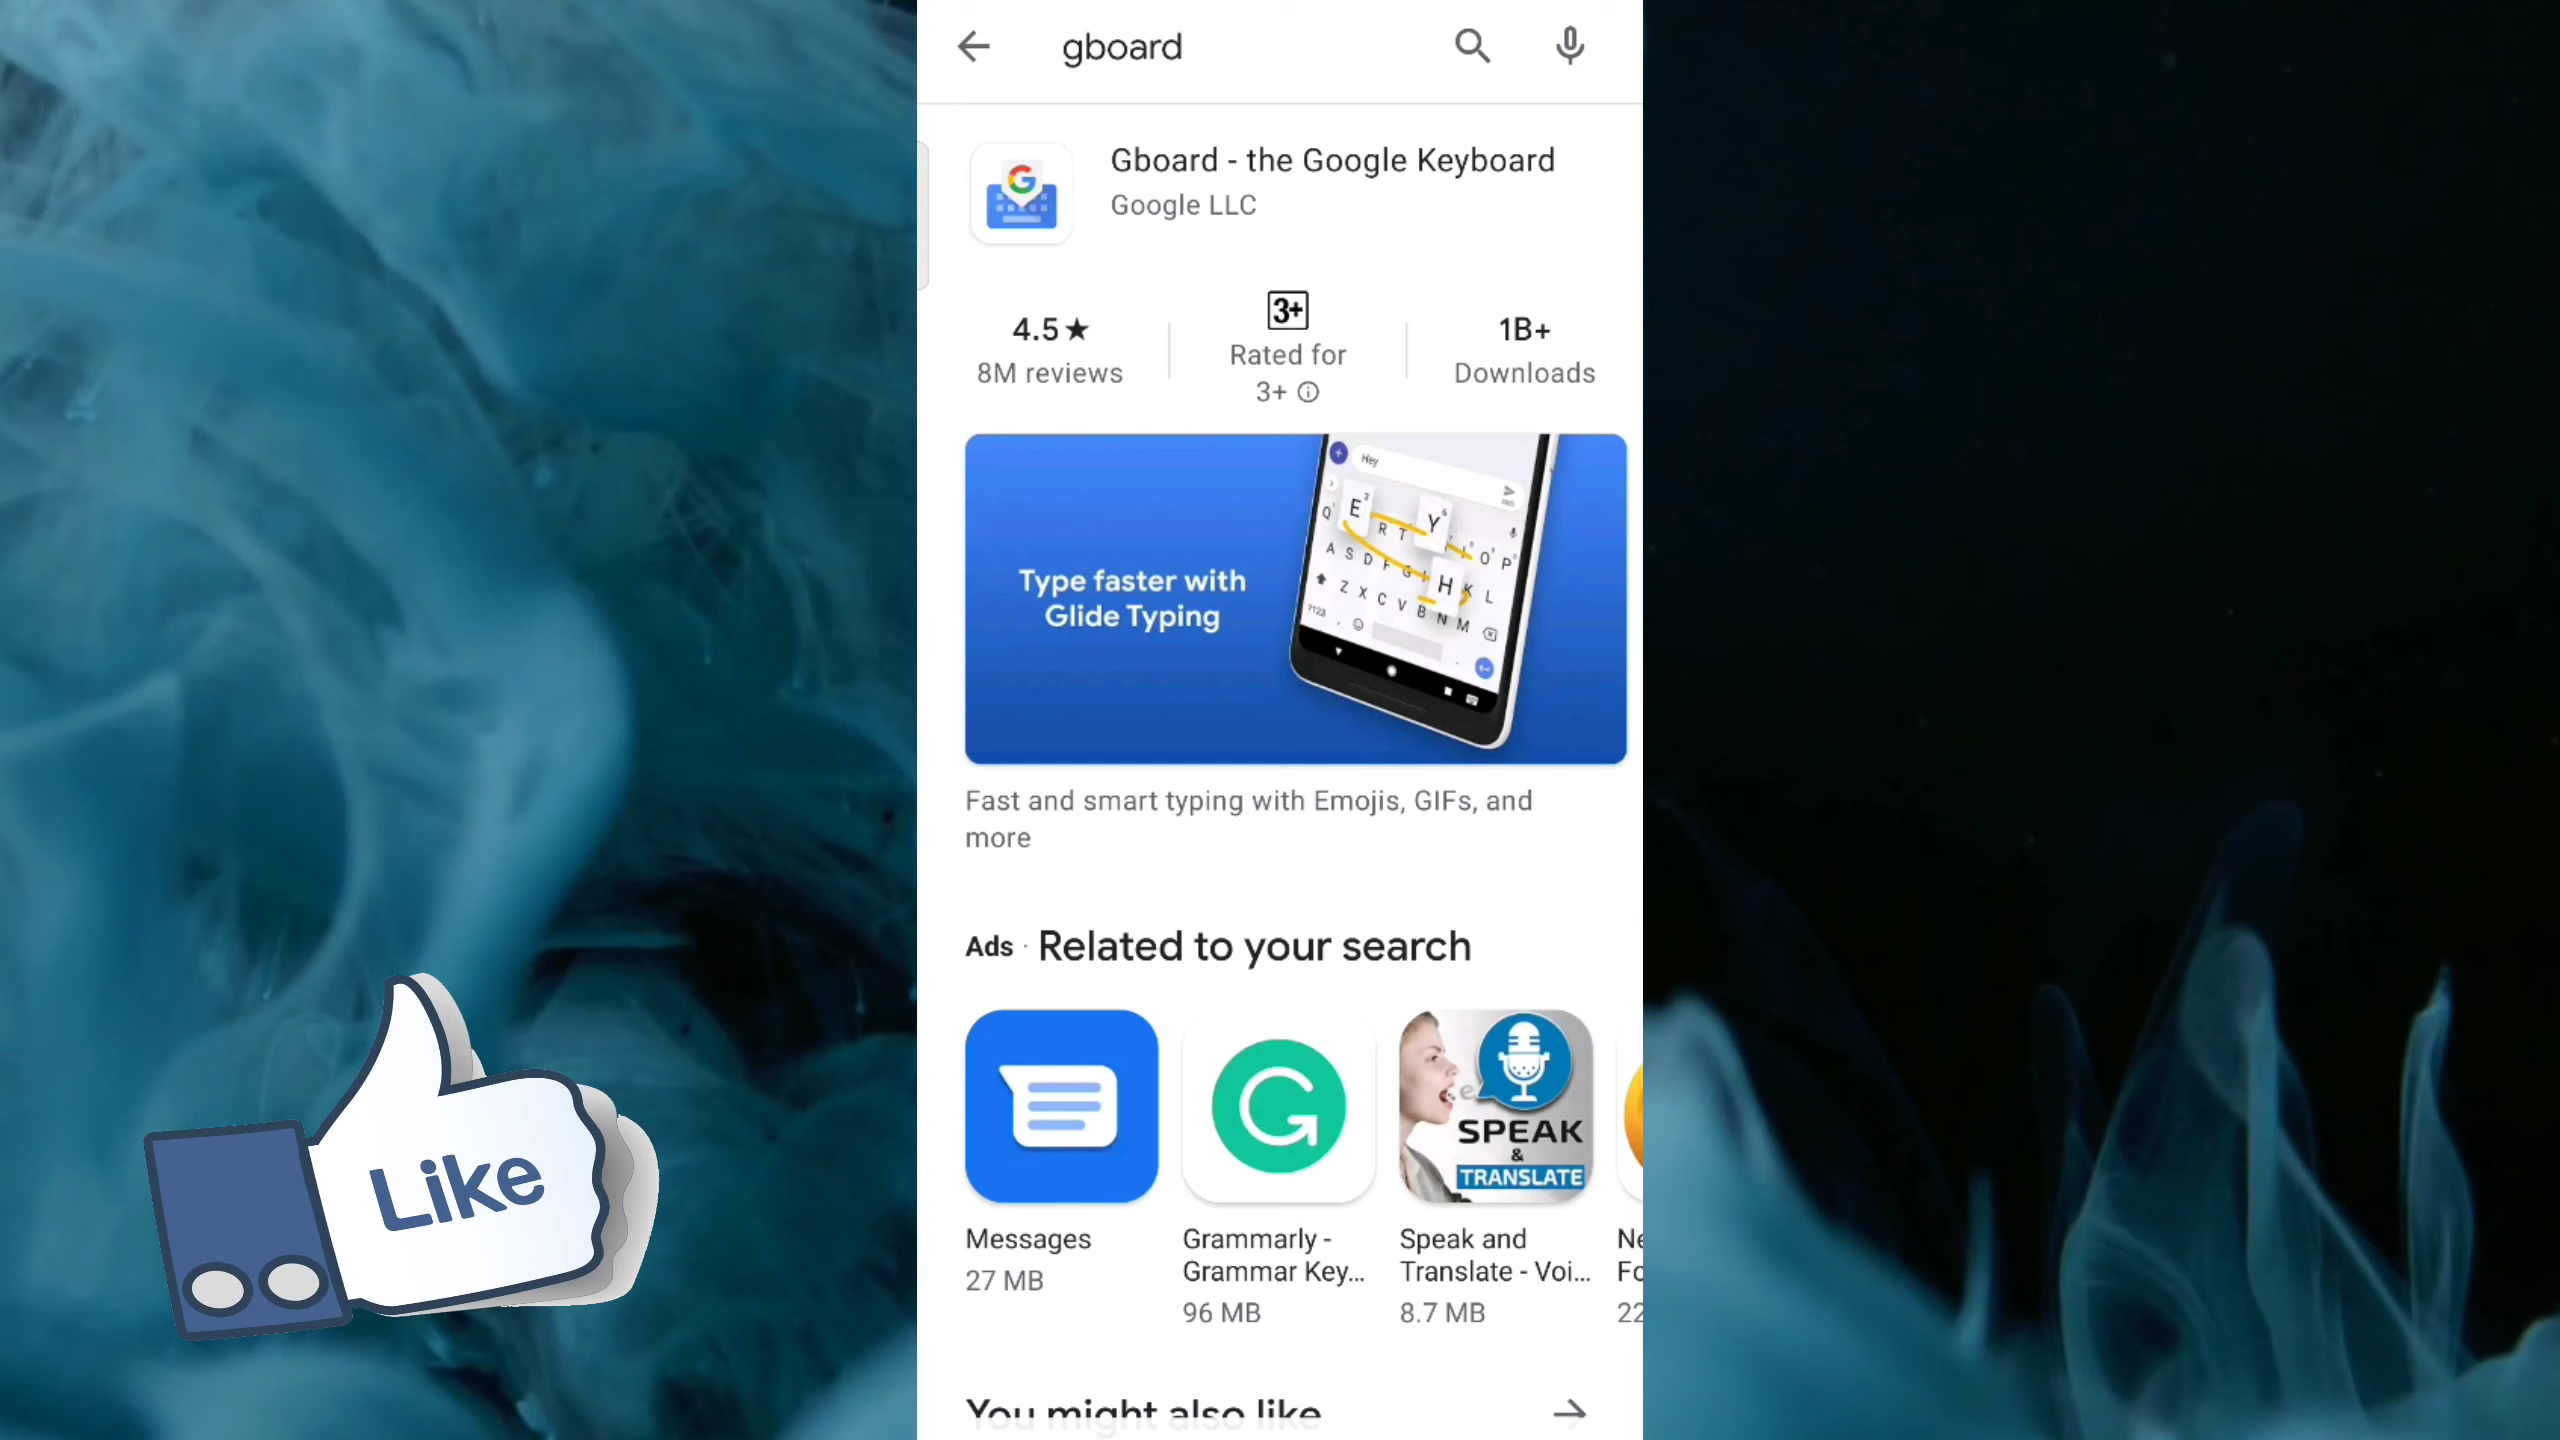 gboard
Gboard - the Google Keyboard
Google LLC
4.5★
8M reviews
3+
Rated for
3+
1B+
Downloads
Hey
Type faster with
Glide Typing
E
Y
H
Q
R T
O P
A S D F G
K L
Z X C V B N M
?123
Fast and smart typing with Emojis, GIFs, and
more
Ads · Related to your search
SPEAK
&
TRANSLATE
Messages
27 MB
Grammarly -
Grammar Key...
96 MB
Speak and
Translate - Voi...
8.7 MB
You might also like
Like